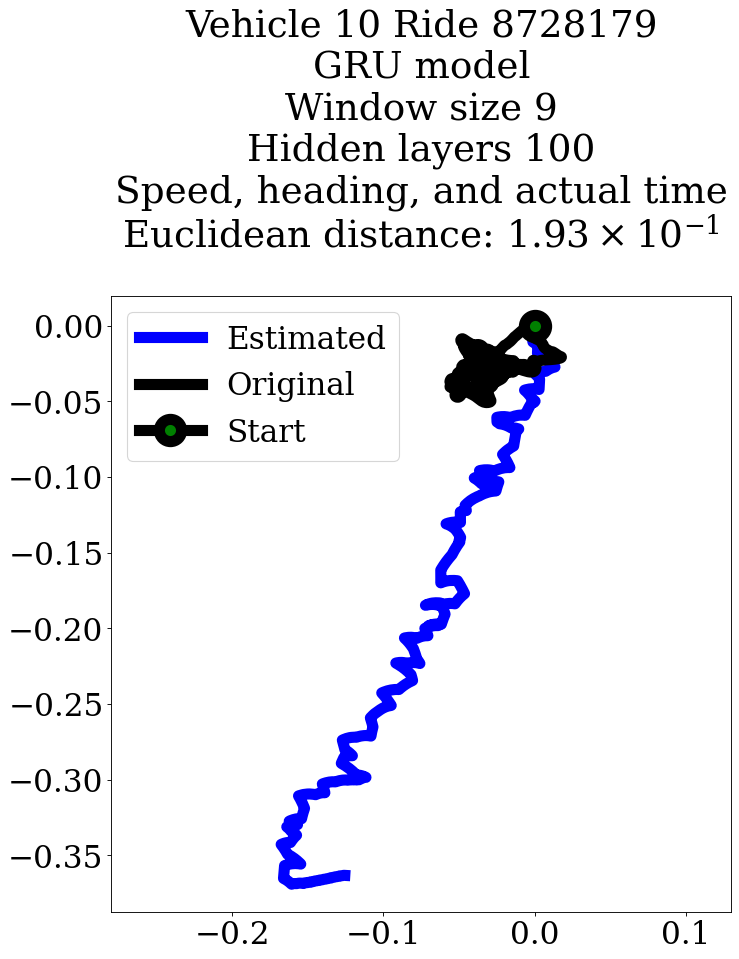 Vehicle 10 Ride 8728179
GRU model
Window size 9
Hidden layers 100
Speed, heading, and actual time
Euclidean distance: 1.93 × 10⁻¹
Estimated
Original
Start
0.00
−0.05
−0.10
−0.15
−0.20
−0.25
−0.30
−0.35
−0.2
−0.1
0.0
0.1